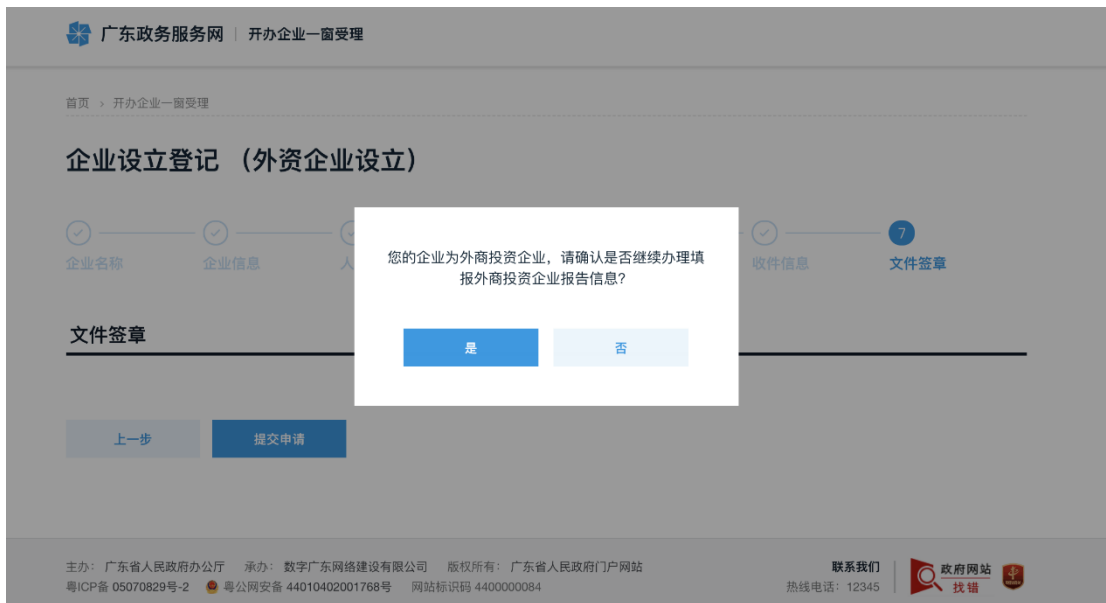 广东政务服务网 | 开办企业一窗受理
首页 › 开办企业一窗受理
企业设立登记 （外资企业设立）
7
企业名称 企业信息 人 收件信息 文件签章
您的企业为外商投资企业，请确认是否继续办理填
报外商投资企业报告信息？
文件签章
是 否
上一步 提交申请
主办：广东省人民政府办公厅 承办：数字广东网络建设有限公司 版权所有：广东省人民政府门户网站
粤ICP备 05070829号-2 粤公网安备 44010402001768号 网站标识码 4400000084
联系我们
热线电话：12345
政府网站
找错